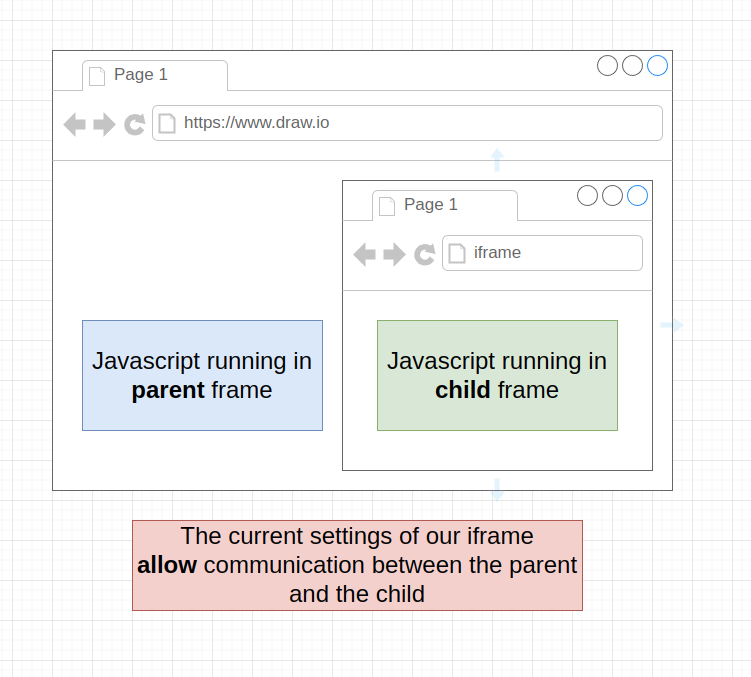 Page 1
https://www.draw.io
Page 1
iframe
Javascript running in
parent frame
Javascript running in
child frame
The current settings of our iframe
allow communication between the parent
and the child